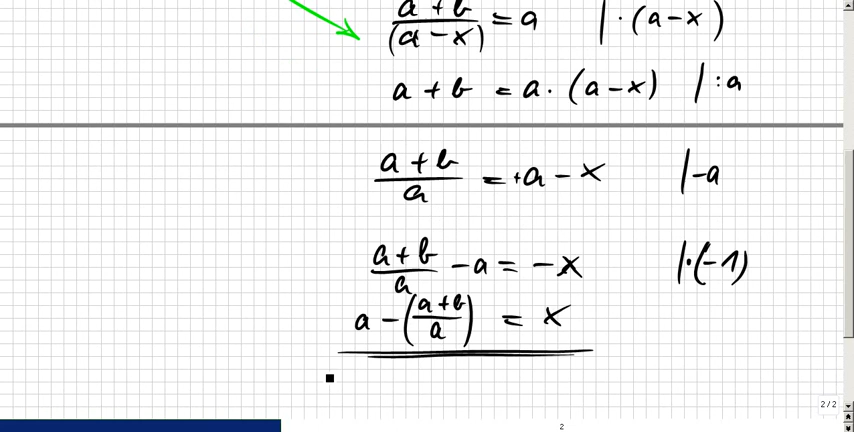 (a + b)/(a − x) = a | · (a − x)
a + b = a · (a − x) | : a
(a + b)/a = +a − x | −a
(a + b)/a − a = −x | · (−1)
a − ((a + b)/a) = x
2/2
2